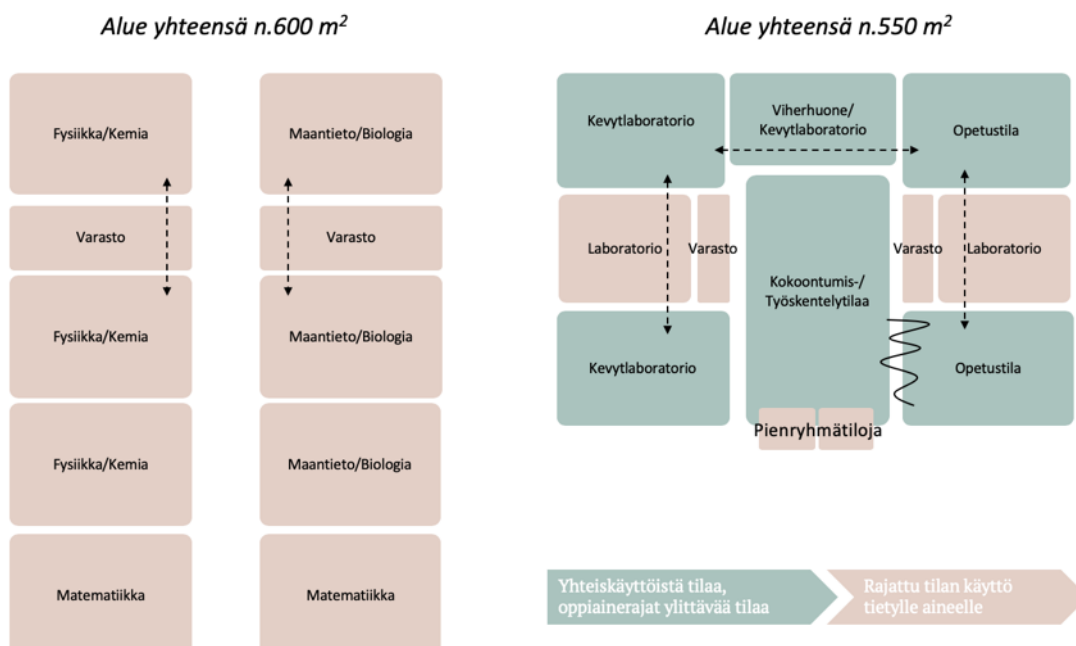 Alue yhteensä n.600 m²
Fysiikka/Kemia
Maantieto/Biologia
Varasto
Varasto
Fysiikka/Kemia
Maantieto/Biologia
Fysiikka/Kemia
Maantieto/Biologia
Matematiikka
Matematiikka
Alue yhteensä n.550 m²
Kevytlaboratorio
Viherhuone/
Kevytlaboratorio
Opetustila
Laboratorio
Varasto
Kokoontumis-/
Työskentelytilaa
Varasto
Laboratorio
Kevytlaboratorio
Opetustila
Pienryhmätiloja
Yhteiskäyttöistä tilaa,
oppiainerajat ylittävää tilaa
Rajattu tilan käyttö
tietylle aineelle